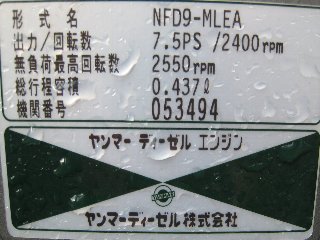 形式名 NFD9-MLEA
出力/回転数 7.5PS /2400rpm
無負荷最高回転数 2550rpm
総行程容積 0.437ℓ
機関番号 053494
ヤンマー ディーゼル エンジン
ヤンマーディーゼル株式会社